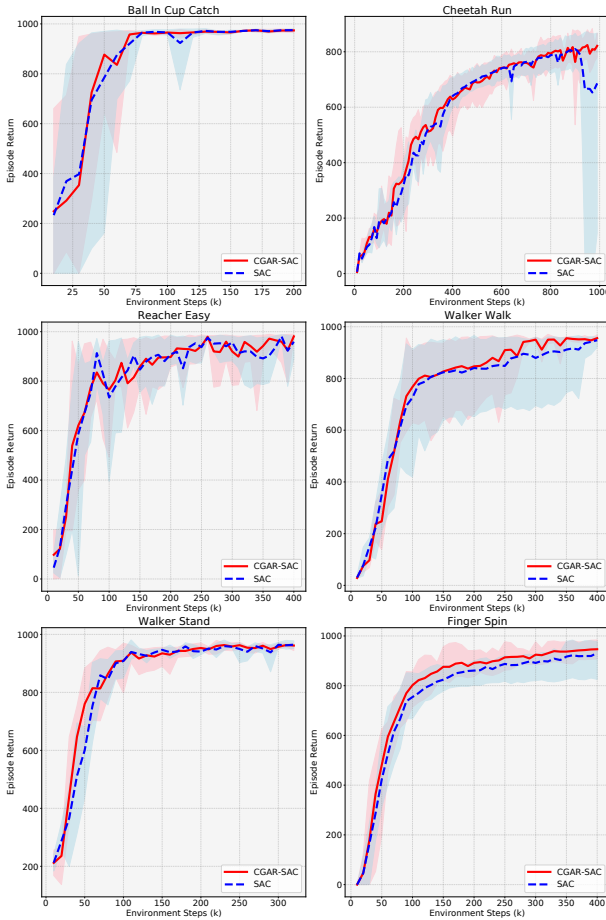 Ball In Cup Catch
1000
800
600
400
200
0
Episode Return
25 50 75 100 125 150 175 200
Environment Steps (k)
CGAR-SAC
SAC
Cheetah Run
800
600
400
200
0
Episode Return
0 200 400 600 800 1000
Environment Steps (k)
CGAR-SAC
SAC
Reacher Easy
1000
800
600
400
200
0
Episode Return
0 50 100 150 200 250 300 350 400
Environment Steps (k)
CGAR-SAC
SAC
Walker Walk
1000
800
600
400
200
0
Episode Return
0 50 100 150 200 250 300 350 400
Environment Steps (k)
CGAR-SAC
SAC
Walker Stand
1000
800
600
400
200
Episode Return
0 50 100 150 200 250 300
Environment Steps (k)
CGAR-SAC
SAC
Finger Spin
1000
800
600
400
200
0
Episode Return
0 50 100 150 200 250 300 350 400
Environment Steps (k)
CGAR-SAC
SAC